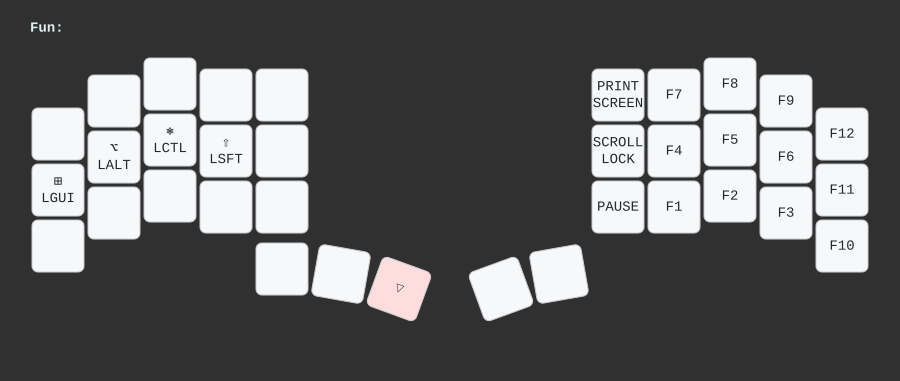 Fun:
PRINT
SCREEN
F7
F8
F9
F12
⊞
LGUI
⌥
LALT
⎈
LCTL
⇧
LSFT
SCROLL
LOCK
F4
F5
F6
F11
PAUSE
F1
F2
F3
F10
▽